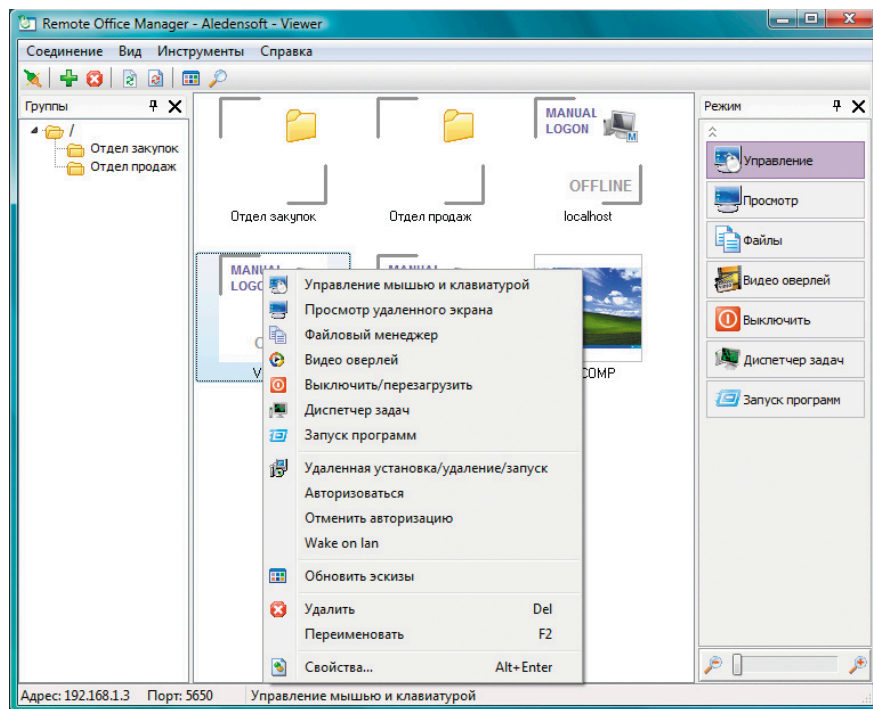 Remote Office Manager - Aledensoft - Viewer
Соединение Вид Инструменты Справка
Группы
/
Отдел закупок
Отдел продаж
MANUAL LOGON
OFFLINE
Отдел закупок Отдел продаж localhost
MANUAL
Управление мышью и клавиатурой
Просмотр удаленного экрана
Файловый менеджер
Видео оверлей
Выключить/перезагрузить
Диспетчер задач
Запуск программ
Удаленная установка/удаление/запуск
Авторизоваться
Отменить авторизацию
Wake on lan
Обновить эскизы
Удалить Del
Переименовать F2
Свойства... Alt+Enter
Режим
Управление
Просмотр
Файлы
Видео оверлей
Выключить
Диспетчер задач
Запуск программ
Адрес: 192.168.1.3 Порт: 5650 Управление мышью и клавиатурой